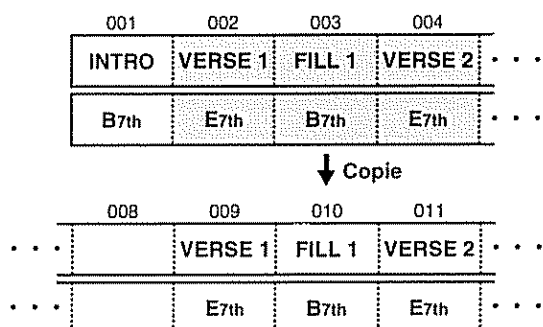 001 002 003 004
INTRO VERSE 1 FILL 1 VERSE 2 · · ·
B7th E7th B7th E7th · · ·
Copie
008 009 010 011
· · · VERSE 1 FILL 1 VERSE 2 · · ·
· · · E7th B7th E7th · · ·